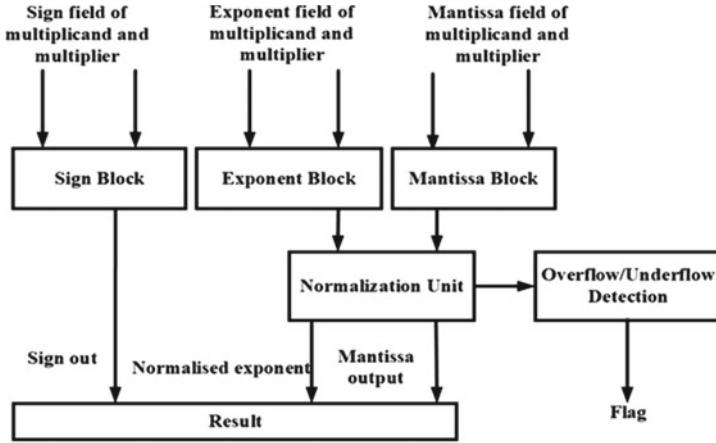 Sign field of
multiplicand and
multiplier
Exponent field of
multiplicand and
multiplier
Mantissa field of
multiplicand and
multiplier
Sign Block
Exponent Block
Mantissa Block
Normalization Unit
Overflow/Underflow
Detection
Sign out
Normalised exponent
Mantissa
output
Result
Flag